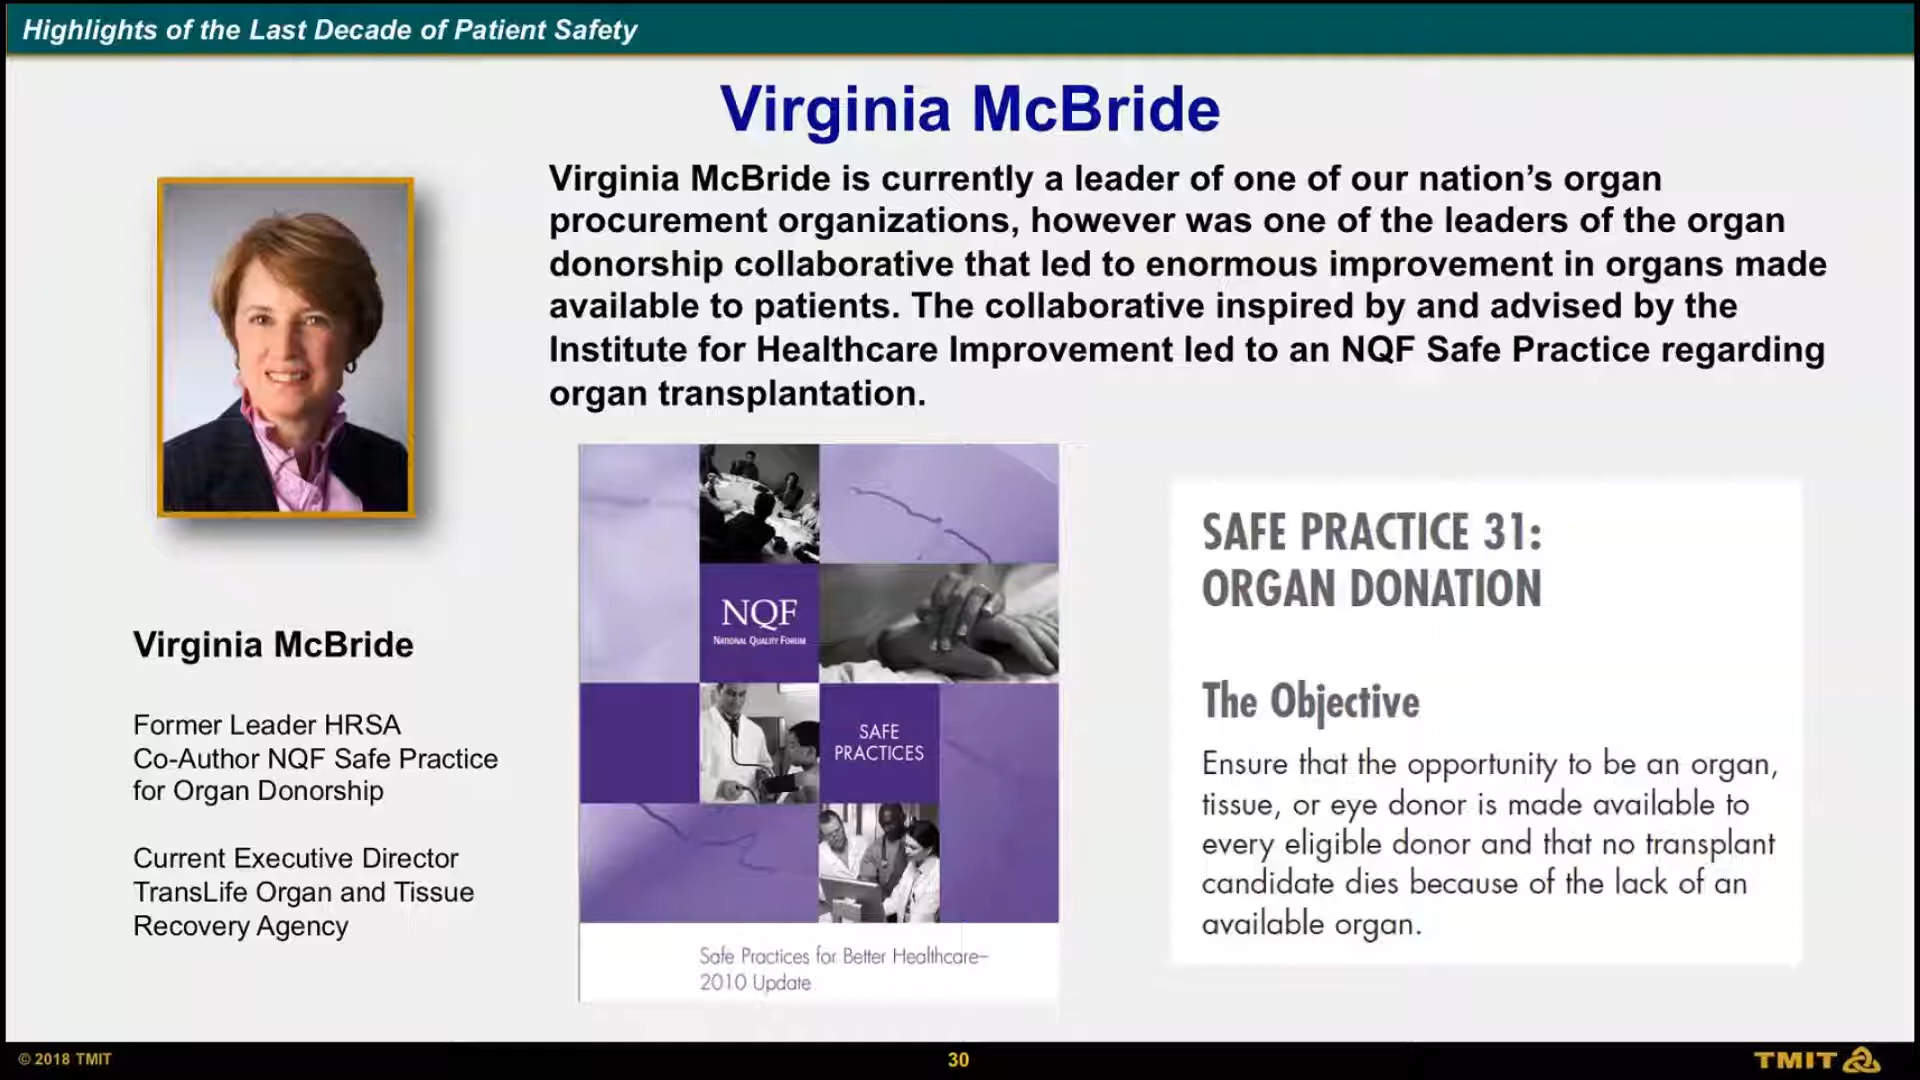 Highlights of the Last Decade of Patient Safety
Virginia McBride
Virginia McBride is currently a leader of one of our nation’s organ
procurement organizations, however was one of the leaders of the organ
donorship collaborative that led to enormous improvement in organs made
available to patients. The collaborative inspired by and advised by the
Institute for Healthcare Improvement led to an NQF Safe Practice regarding
organ transplantation.
Virginia McBride
Former Leader HRSA
Co-Author NQF Safe Practice
for Organ Donorship
Current Executive Director
TransLife Organ and Tissue
Recovery Agency
NQF
NATIONAL QUALITY FORUM
SAFE
PRACTICES
Safe Practices for Better Healthcare–
2010 Update
SAFE PRACTICE 31:
ORGAN DONATION
The Objective
Ensure that the opportunity to be an organ,
tissue, or eye donor is made available to
every eligible donor and that no transplant
candidate dies because of the lack of an
available organ.
© 2018 TMIT
30
TMIT